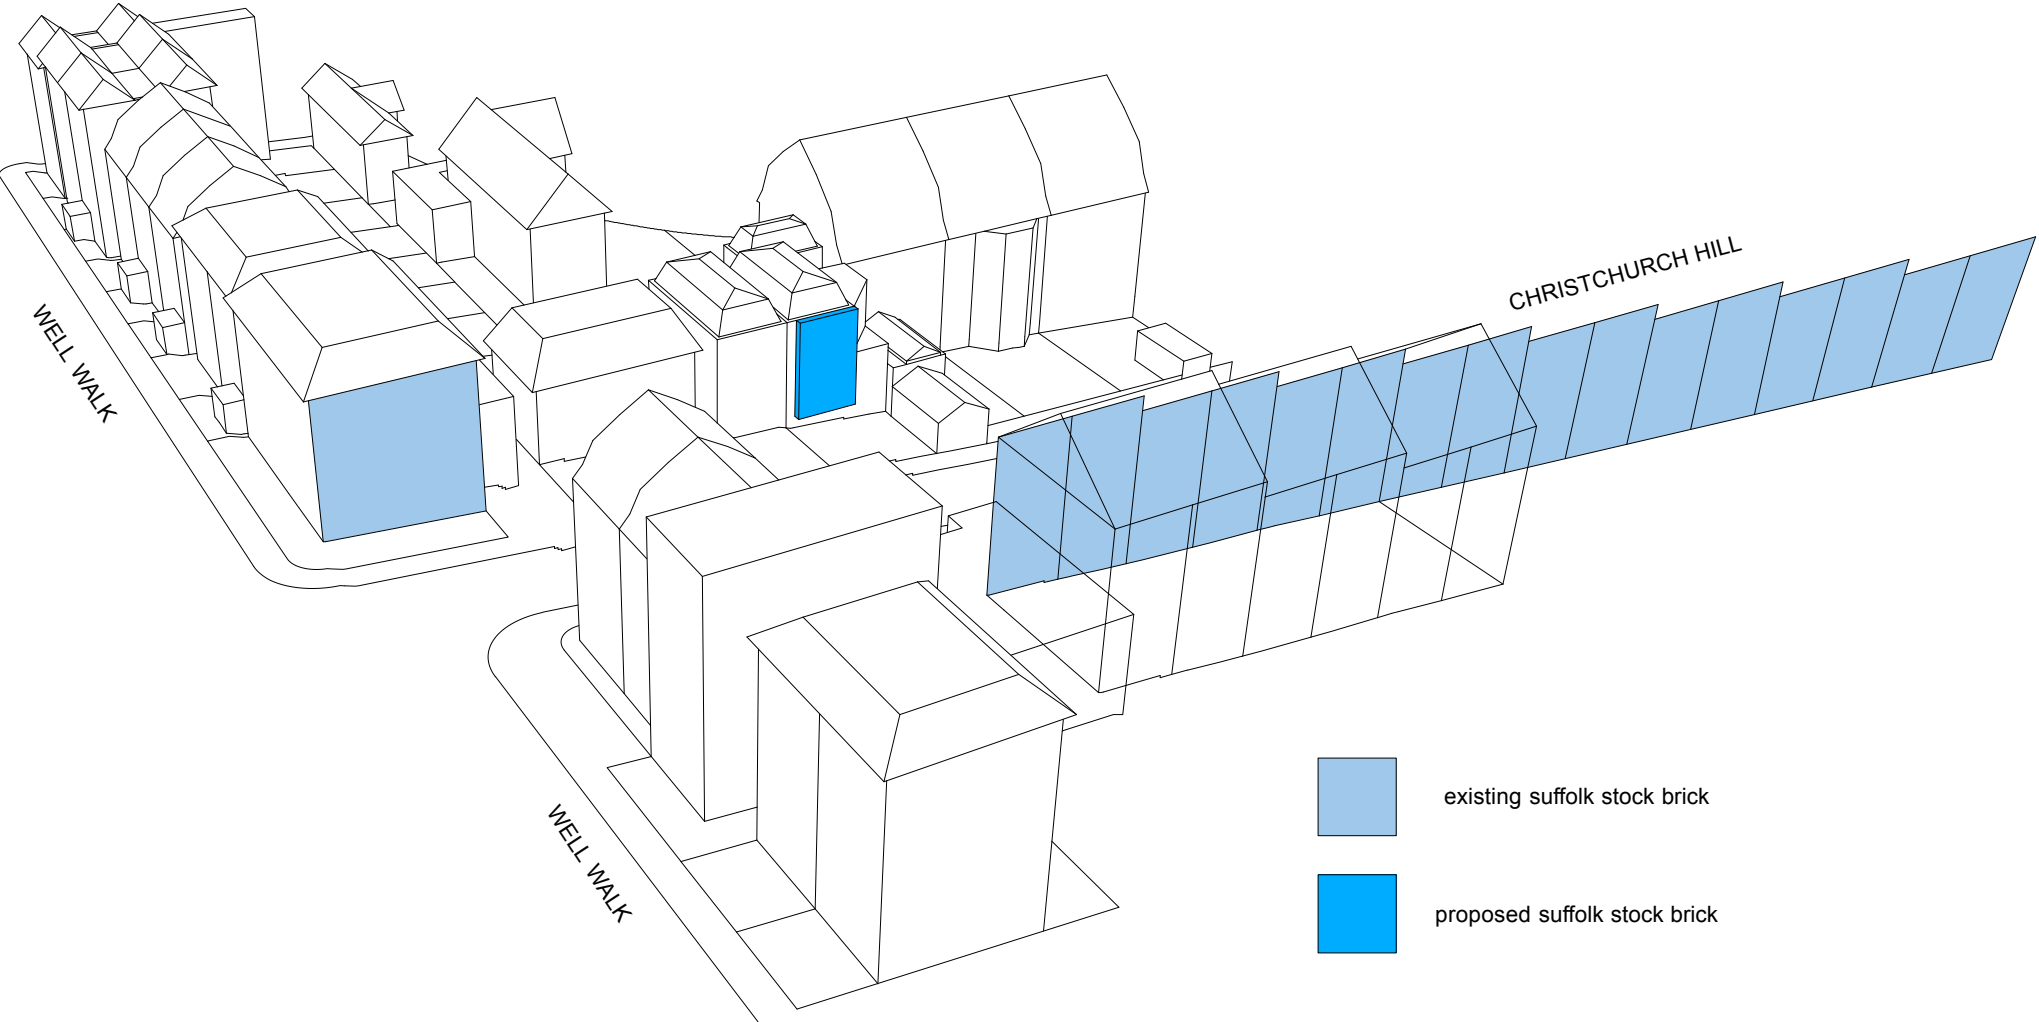 CHRISTCHURCH HILL
WELL WALK
WELL WALK
existing suffolk stock brick
proposed suffolk stock brick